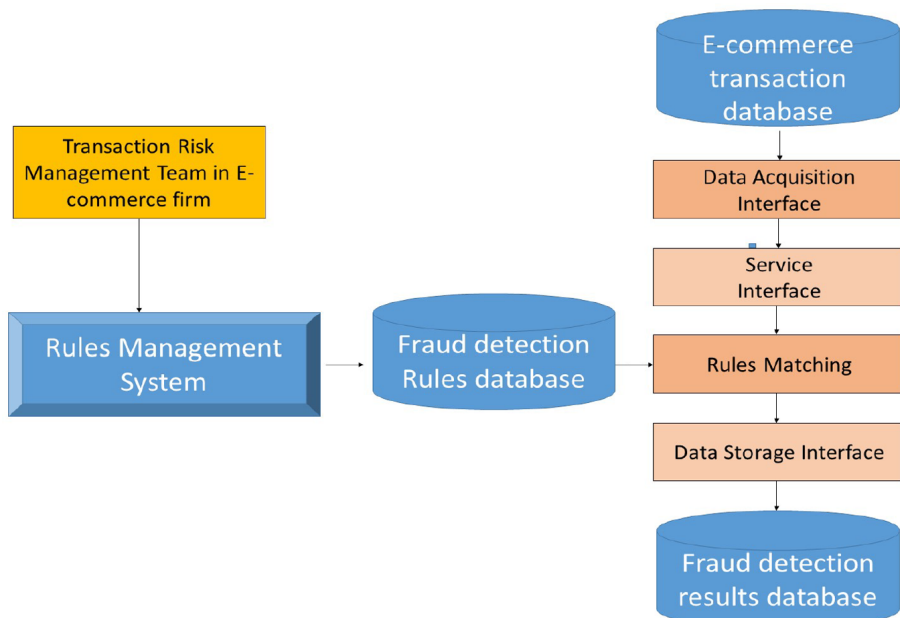 E-commerce
transaction
database
Transaction Risk
Management Team in E-
commerce firm
Data Acquisition
Interface
Service
Interface
Rules Management
System
Fraud detection
Rules database
Rules Matching
Data Storage Interface
Fraud detection
results database